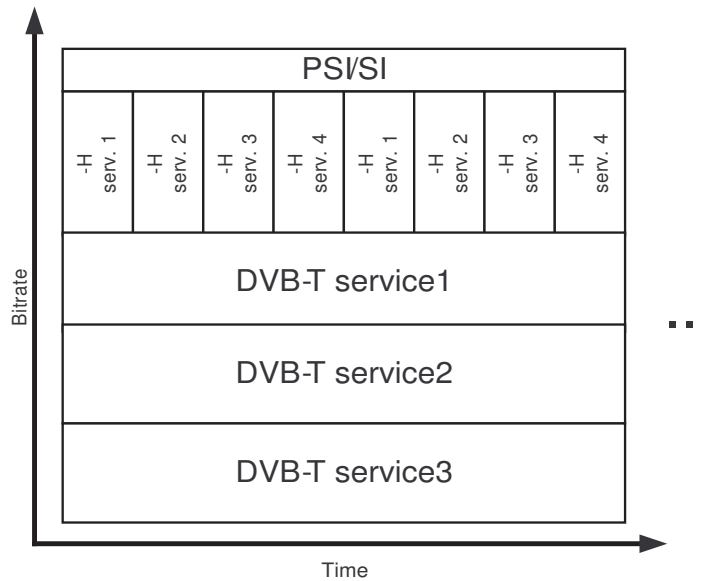 PSI/SI
-H
serv. 1
-H
serv. 2
-H
serv. 3
-H
serv. 4
-H
serv. 1
-H
serv. 2
-H
serv. 3
-H
serv. 4
DVB-T service1
DVB-T service2
DVB-T service3
Bitrate
Time